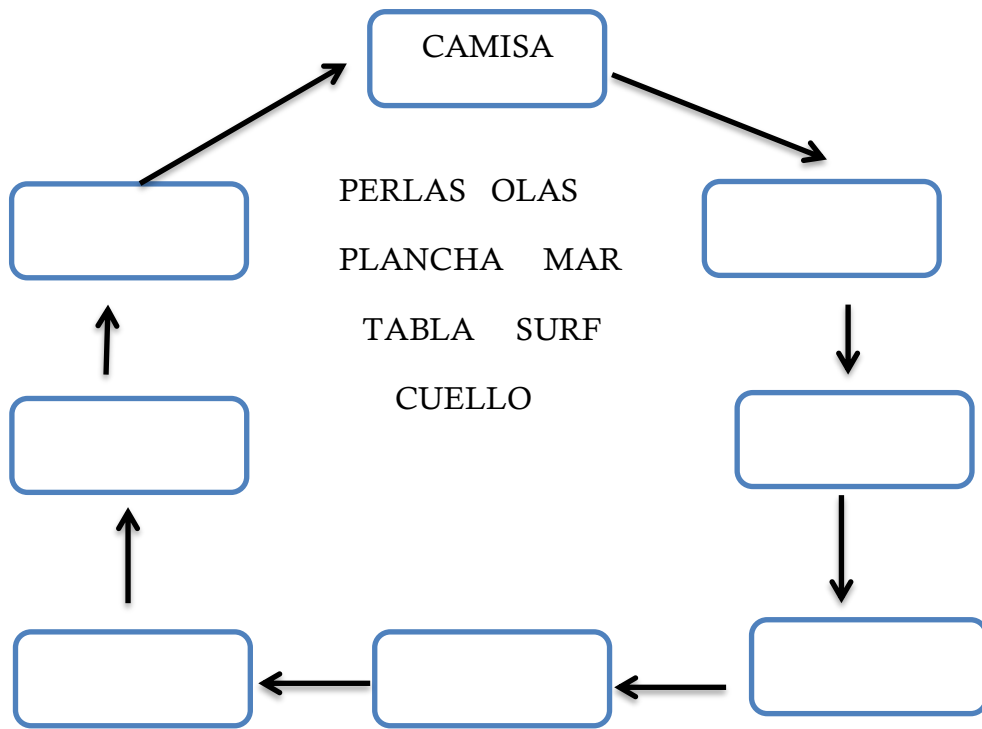 CAMISA
PERLAS OLAS
PLANCHA MAR
TABLA SURF
CUELLO